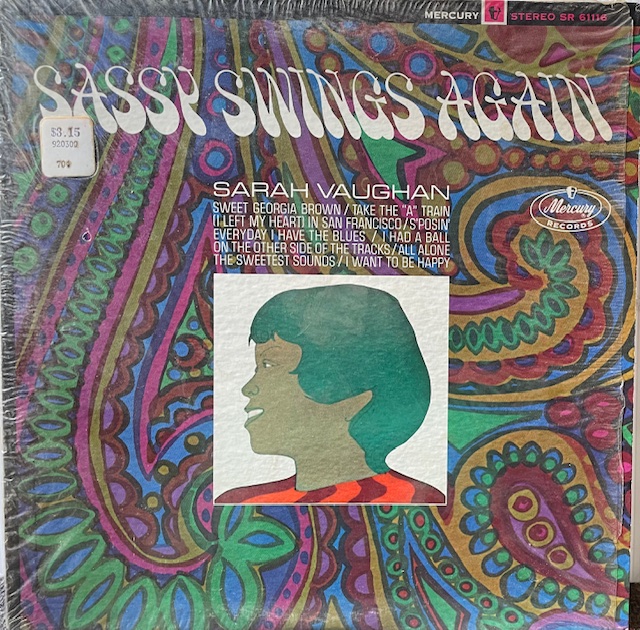 MERCURY STEREO SR 61116
SASSY SWINGS AGAIN
$3.15
920302
709
SARAH VAUGHAN
SWEET GEORGIA BROWN / TAKE THE "A" TRAIN
(I LEFT MY HEART) IN SAN FRANCISCO / S'POSIN'
EVERYDAY I HAVE THE BLUES / I HAD A BALL
ON THE OTHER SIDE OF THE TRACKS / ALL ALONE
THE SWEETEST SOUNDS / I WANT TO BE HAPPY
Mercury
RECORDS